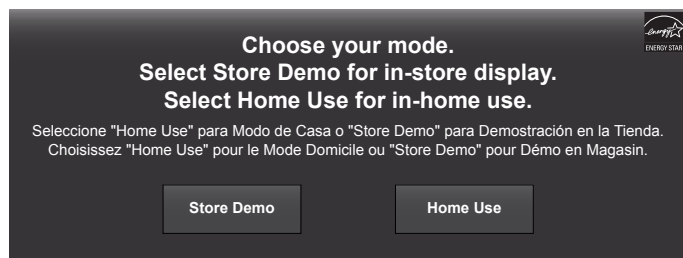 Choose your mode.
energy
ENERGY STAR
Select Store Demo for in-store display.
Select Home Use for in-home use.
Seleccione "Home Use" para Modo de Casa o "Store Demo" para Demostración en la Tienda.
Choisissez "Home Use" pour le Mode Domicile ou "Store Demo" pour Démo en Magasin.
Store Demo
Home Use